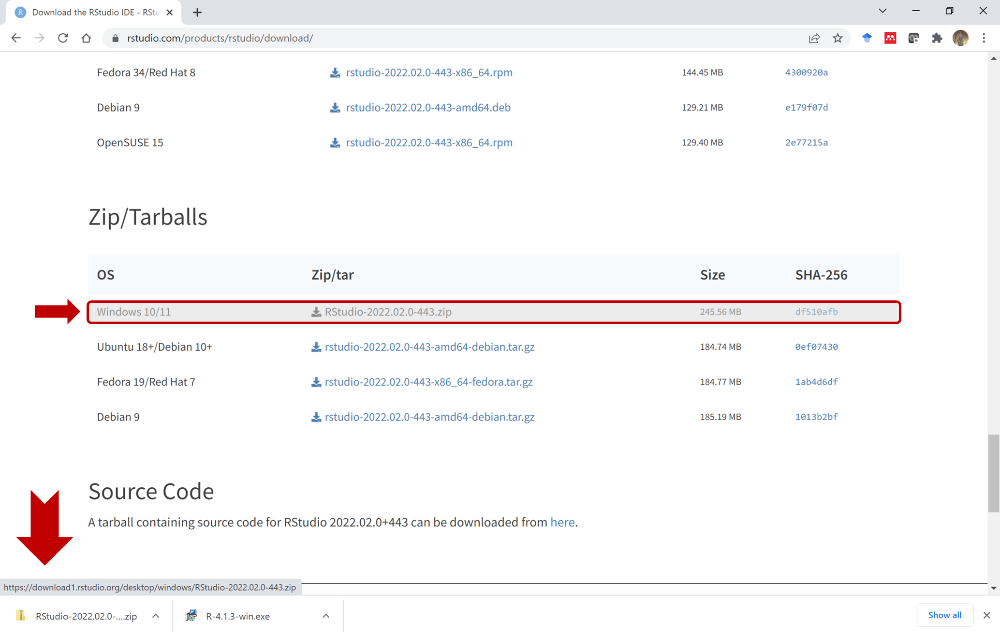 Download the RStudio IDE - RStu
rstudio.com/products/rstudio/download/
Fedora 34/Red Hat 8 rstudio-2022.02.0-443-x86_64.rpm 144.45 MB 4300920a
Debian 9 rstudio-2022.02.0-443-amd64.deb 129.21 MB e179f07d
OpenSUSE 15 rstudio-2022.02.0-443-x86_64.rpm 129.40 MB 2e77215a
Zip/Tarballs
OS Zip/tar Size SHA-256
Windows 10/11 RStudio-2022.02.0-443.zip 245.56 MB df510afb
Ubuntu 18+/Debian 10+ rstudio-2022.02.0-443-amd64-debian.tar.gz 184.74 MB 0ef07430
Fedora 19/Red Hat 7 rstudio-2022.02.0-443-x86_64-fedora.tar.gz 184.77 MB 1ab4d6df
Debian 9 rstudio-2022.02.0-443-amd64-debian.tar.gz 185.19 MB 1013b2bf
Source Code
A tarball containing source code for RStudio 2022.02.0+443 can be downloaded from here.
https://download1.rstudio.org/desktop/windows/RStudio-2022.02.0-443.zip
RStudio-2022.02.0-....zip R-4.1.3-win.exe Show all